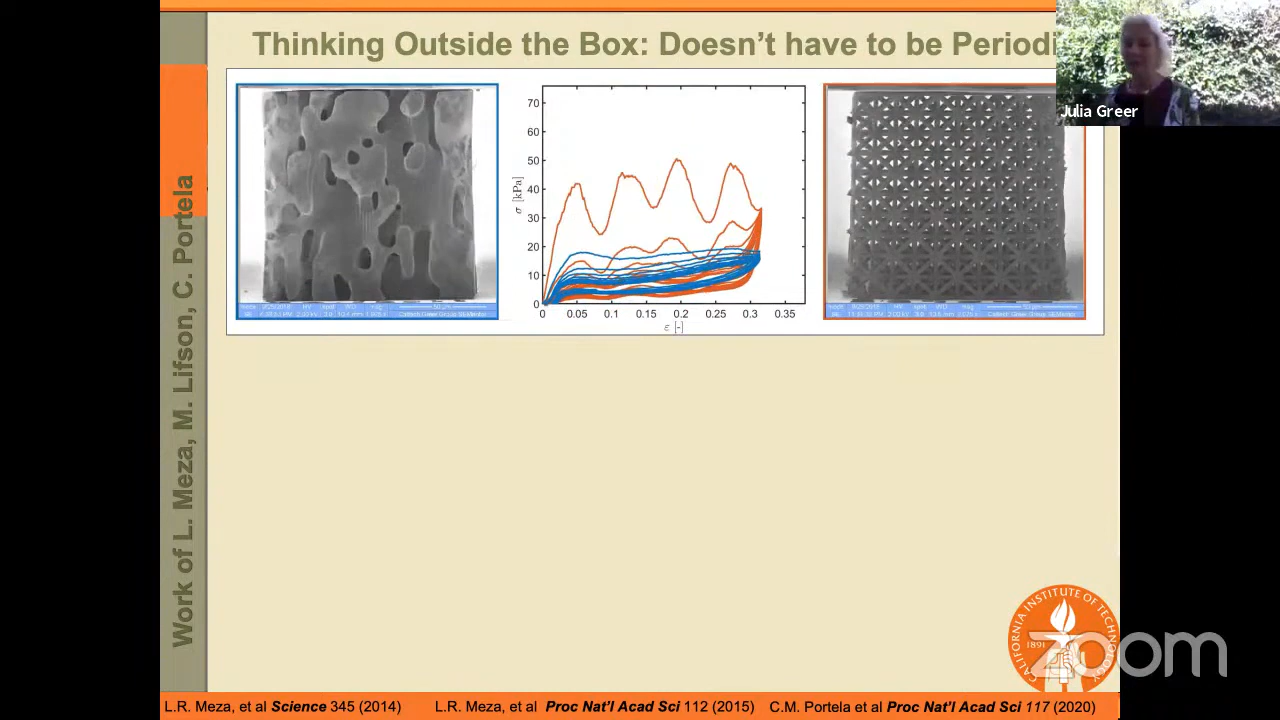 Thinking Outside the Box: Doesn't have to be Periodi
Julia Greer
Work of L. Meza, M. Lifson, C. Portela
σ [kPa]
70
60
50
40
30
20
10
0
0 0.05 0.1 0.15 0.2 0.25 0.3 0.35
ε [-]
CALIFORNIA INSTITUTE OF TECHNOLOGY
1891
zoom
L.R. Meza, et al Science 345 (2014) L.R. Meza, et al Proc Nat'l Acad Sci 112 (2015) C.M. Portela et al Proc Nat'l Acad Sci 117 (2020)